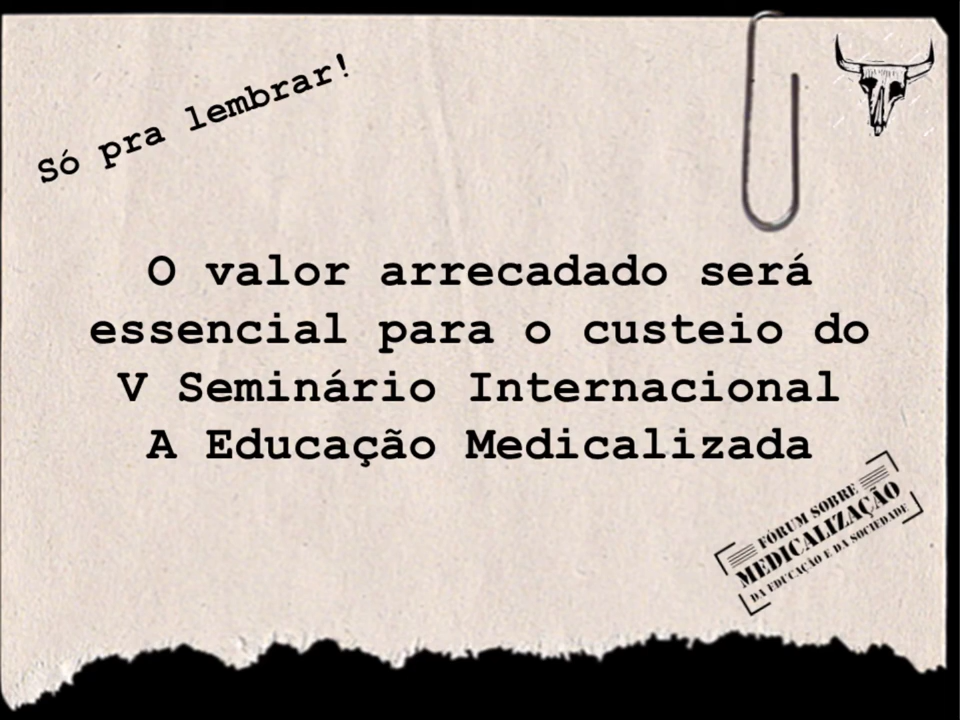 Só pra lembrar!
O valor arrecadado será
essencial para o custeio do
V Seminário Internacional
A Educação Medicalizada
FÓRUM SOBRE
MEDICALIZAÇÃO
DA EDUCAÇÃO E DA SOCIEDADE